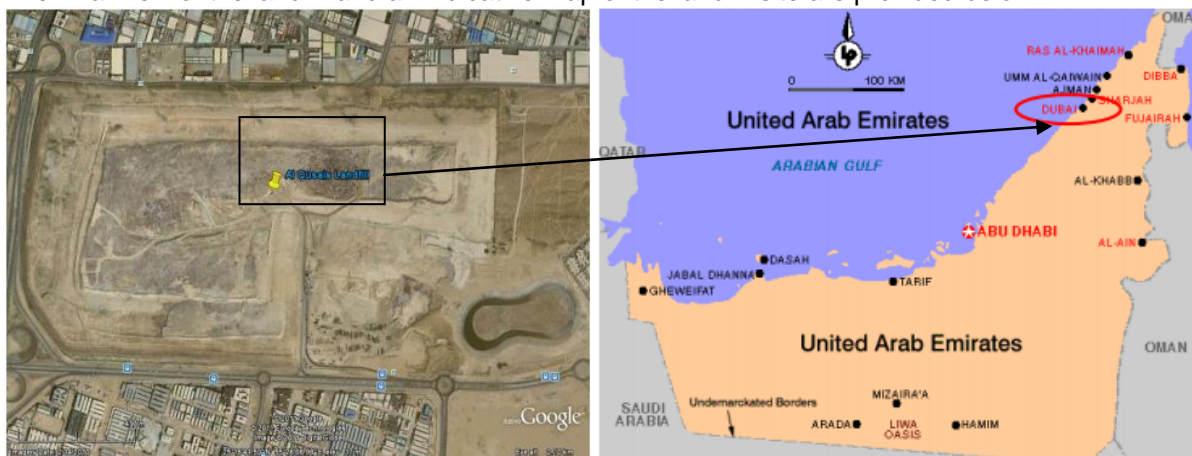 Al Qusais Landfill
Google
OMA
RAS AL-KHAIMAH
UMM AL-QAIWAIN
DIBBA
AJMAN
SHARJAH
DUBAI
FUJAIRAH
0 100 KM
United Arab Emirates
QATAR
ARABIAN GULF
AL-KHABB
ABU DHABI
AL-AIN
DASAH
JABAL DHANNA
TARIF
GHEWEIFAT
United Arab Emirates
OMAN
MIZAIRA'A
Undemarckated Borders
SAUDI
ARABIA
ARADA
LIWA
OASIS
HAMIM